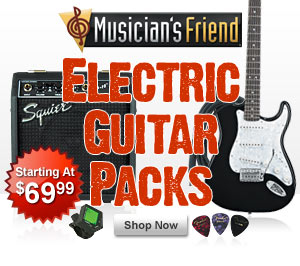 Musician's Friend
Electric
Guitar
Packs
Squier
Starting At
$69.99
Shop Now